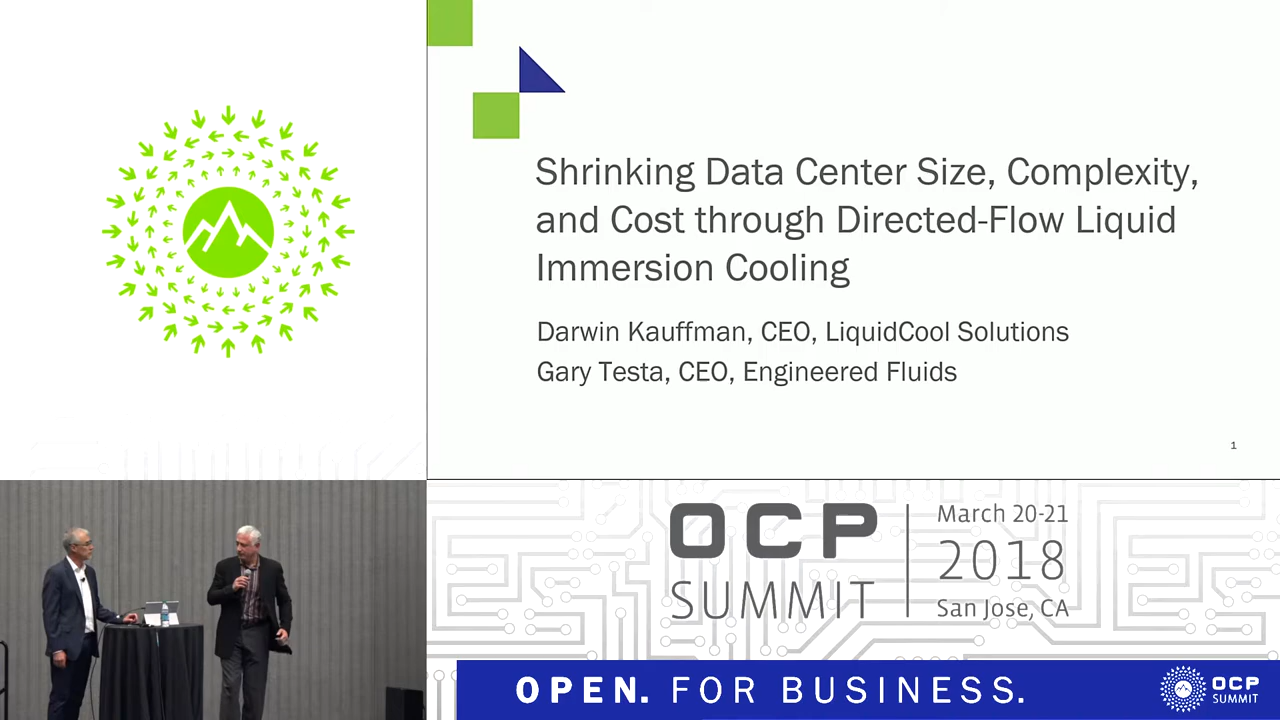 Shrinking Data Center Size, Complexity,
and Cost through Directed-Flow Liquid
Immersion Cooling
Darwin Kauffman, CEO, LiquidCool Solutions
Gary Testa, CEO, Engineered Fluids
1
OCP
SUMMIT
March 20-21
2018
San Jose, CA
OPEN. FOR BUSINESS.
OCP
SUMMIT